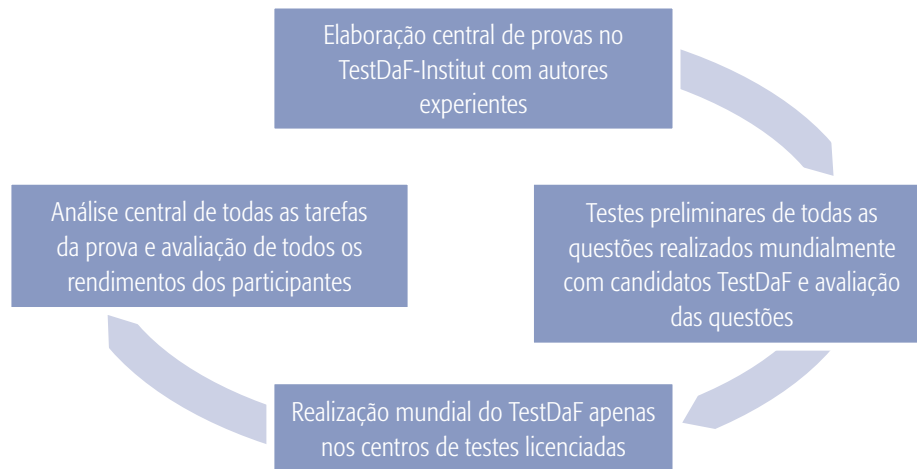 Elaboração central de provas no
TestDaF-Institut com autores
experientes
Testes preliminares de todas as
questões realizados mundialmente
com candidatos TestDaF e avaliação
das questões
Realização mundial do TestDaF apenas
nos centros de testes licenciadas
Análise central de todas as tarefas
da prova e avaliação de todos os
rendimentos dos participantes